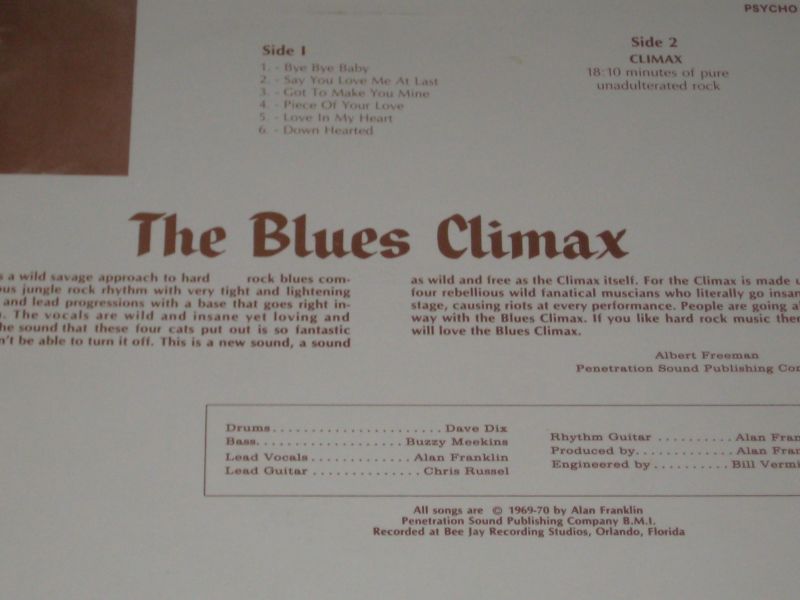 PSYCHO
Side 1
1. - Bye Bye Baby
2. - Say You Love Me At Last
3. - Got To Make You Mine
4. - Piece Of Your Love
5. - Love In My Heart
6. - Down Hearted
Side 2
CLIMAX
18:10 minutes of pure
unadulterated rock
The Blues Climax
a wild savage approach to hard rock blues com-
jungle rock rhythm with very tight and lightening
and lead progressions with a base that goes right in-
The vocals are wild and insane yet loving and
the sound that these four cats put out is so fantastic
be able to turn it off. This is a new sound, a sound
as wild and free as the Climax itself. For the Climax is made
four rebellious wild fanatical muscians who literally go
stage, causing riots at every performance. People are going
way with the Blues Climax. If you like hard rock music
will love the Blues Climax.
Albert Freeman
Penetration Sound Publishing
Drums ...................... Dave Dix
Bass. ................... Buzzy Meekins
Lead Vocals ............. Alan Franklin
Lead Guitar .............. Chris Russel
Rhythm Guitar .......... Alan
Produced by. ............ Alan
Engineered by .......... Bill
All songs are © 1969-70 by Alan Franklin
Penetration Sound Publishing Company B.M.I.
Recorded at Bee Jay Recording Studios, Orlando, Florida